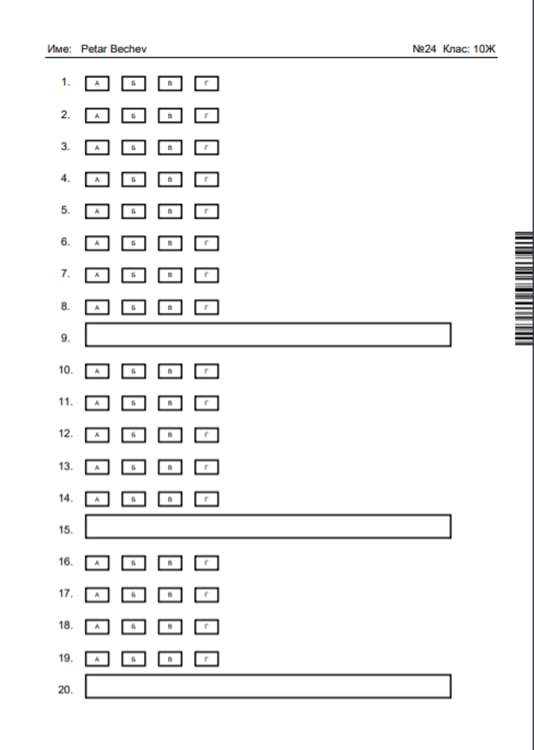 Име: Petar Bechev №24 Клас: 10Ж
1. А Б В Г
2. А Б В Г
3. А Б В Г
4. А Б В Г
5. А Б В Г
6. А Б В Г
7. А Б В Г
8. А Б В Г
9.
10. А Б В Г
11. А Б В Г
12. А Б В Г
13. А Б В Г
14. А Б В Г
15.
16. А Б В Г
17. А Б В Г
18. А Б В Г
19. А Б В Г
20.